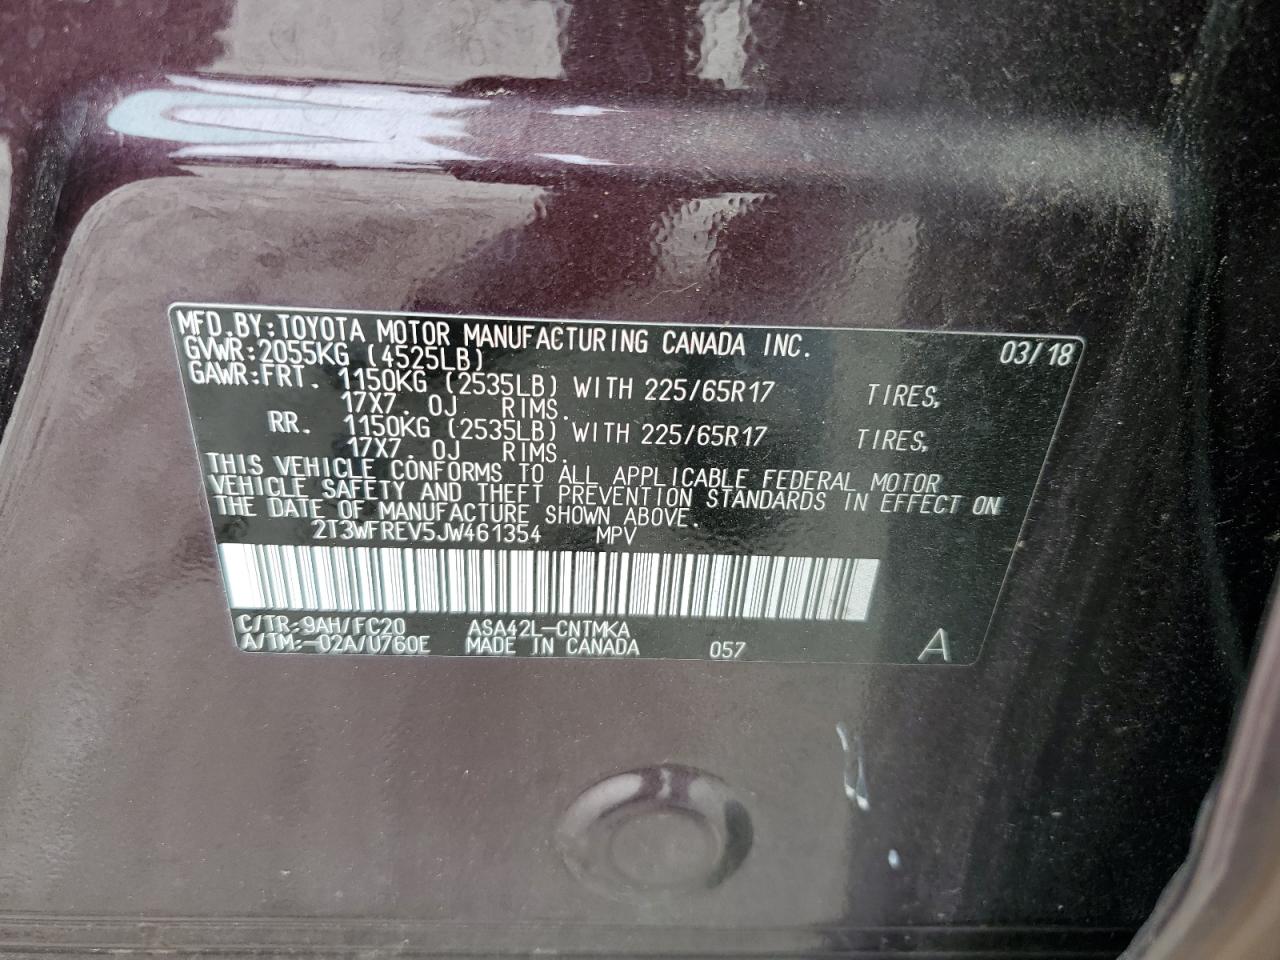 MFD.BY:TOYOTA MOTOR MANUFACTURING CANADA INC. 03/18
GVWR:2055KG (4525LB)
GAWR:FRT. 1150KG (2535LB) WITH 225/65R17 TIRES,
17X7.0J RIMS.
RR. 1150KG (2535LB) WITH 225/65R17 TIRES,
17X7.0J RIMS.
THIS VEHICLE CONFORMS TO ALL APPLICABLE FEDERAL MOTOR
VEHICLE SAFETY AND THEFT PREVENTION STANDARDS IN EFFECT ON
THE DATE OF MANUFACTURE SHOWN ABOVE.
2T3WFREV5JW461354 MPV
C/TR:9AH/FC20 ASA42L-CNTMKA
A/TM:-02A/U760E MADE IN CANADA 057 A